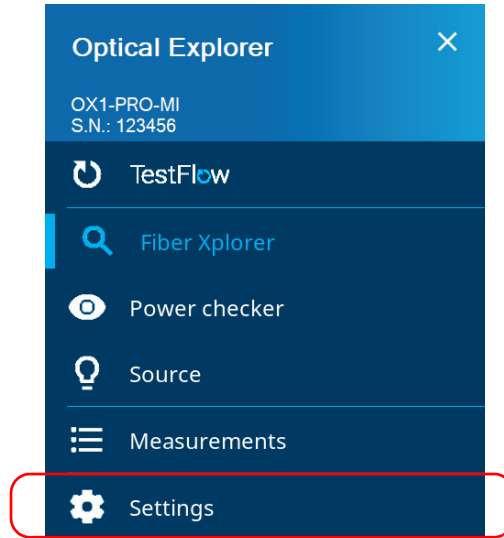 Optical Explorer
OX1-PRO-MI
S.N.: 123456
TestFlow
Fiber Xplorer
Power checker
Source
Measurements
Settings